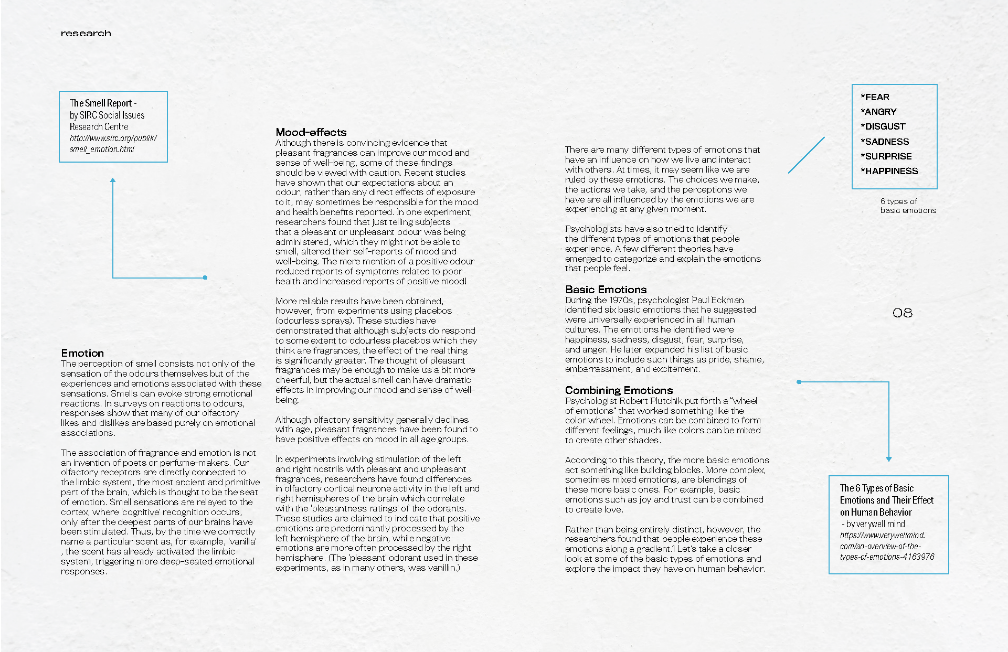 research
The Smell Report -
by SIRC Social Issues
Research Centre
http://www.sirc.org/publik/
smell_emotion.html
Emotion
The perception of smell consists not only of the
sensation of the odours themselves but of the
experiences and emotions associated with these
sensations. Smells can evoke strong emotional
reactions. In surveys on reactions to odours,
responses show that many of our olfactory
likes and dislikes are based purely on emotional
associations.
The association of fragrance and emotion is not
an invention of poets or perfume-makers. Our
olfactory receptors are directly connected to
the limbic system, the most ancient and primitive
part of the brain, which is thought to be the seat
of emotion. Smell sensations are relayed to the
cortex, where 'cognitive' recognition occurs,
only after the deepest parts of our brains have
been stimulated. Thus, by the time we correctly
name a particular scent as, for example, 'vanilla'
, the scent has already activated the limbic
system, triggering more deep-seated emotional
responses.
Mood-effects
Although there is convincing evidence that
pleasant fragrances can improve our mood and
sense of well-being, some of these findings
should be viewed with caution. Recent studies
have shown that our expectations about an
odour, rather than any direct effects of exposure
to it, may sometimes be responsible for the mood
and health benefits reported. In one experiment,
researchers found that just telling subjects
that a pleasant or unpleasant odour was being
administered, which they might not be able to
smell, altered their self-reports of mood and
well-being. The mere mention of a positive odour
reduced reports of symptoms related to poor
health and increased reports of positive mood!
More reliable results have been obtained,
however, from experiments using placebos
(odourless sprays). These studies have
demonstrated that although subjects do respond
to some extent to odourless placebos which they
think are fragrances, the effect of the real thing
is significantly greater. The thought of pleasant
fragrances may be enough to make us a bit more
cheerful, but the actual smell can have dramatic
effects in improving our mood and sense of well-
being.
Although olfactory sensitivity generally declines
with age, pleasant fragrances have been found to
have positive effects on mood in all age groups.
In experiments involving stimulation of the left
and right nostrils with pleasant and unpleasant
fragrances, researchers have found differences
in olfactory cortical neurone activity in the left and
right hemispheres of the brain which correlate
with the 'pleasantness ratings' of the odorants.
These studies are claimed to indicate that positive
emotions are predominantly processed by the
left hemisphere of the brain, while negative
emotions are more often processed by the right
hemisphere. (The 'pleasant' odorant used in these
experiments, as in many others, was vanillin.)
There are many different types of emotions that
have an influence on how we live and interact
with others. At times, it may seem like we are
ruled by these emotions. The choices we make,
the actions we take, and the perceptions we
have are all influenced by the emotions we are
experiencing at any given moment.
Psychologists have also tried to identify
the different types of emotions that people
experience. A few different theories have
emerged to categorize and explain the emotions
that people feel.
Basic Emotions
During the 1970s, psychologist Paul Eckman
identified six basic emotions that he suggested
were universally experienced in all human
cultures. The emotions he identified were
happiness, sadness, disgust, fear, surprise,
and anger. He later expanded his list of basic
emotions to include such things as pride, shame,
embarrassment, and excitement.
Combining Emotions
Psychologist Robert Plutchik put forth a "wheel
of emotions" that worked something like the
color wheel. Emotions can be combined to form
different feelings, much like colors can be mixed
to create other shades.
According to this theory, the more basic emotions
act something like building blocks. More complex,
sometimes mixed emotions, are blendings of
these more basic ones. For example, basic
emotions such as joy and trust can be combined
to create love.
Rather than being entirely distinct, however, the
researchers found that people experience these
emotions along a gradient.' Let's take a closer
look at some of the basic types of emotions and
explore the impact they have on human behavior.
*FEAR
*ANGRY
*DISGUST
*SADNESS
*SURPRISE
*HAPPINESS
6 types of
basic emotions
08
The 6 Types of Basic
Emotions and Their Effect
on Human Behavior
- by verywell mind
https://www.verywellmind.
com/an-overview-of-the-
types-of-emotions-4163976